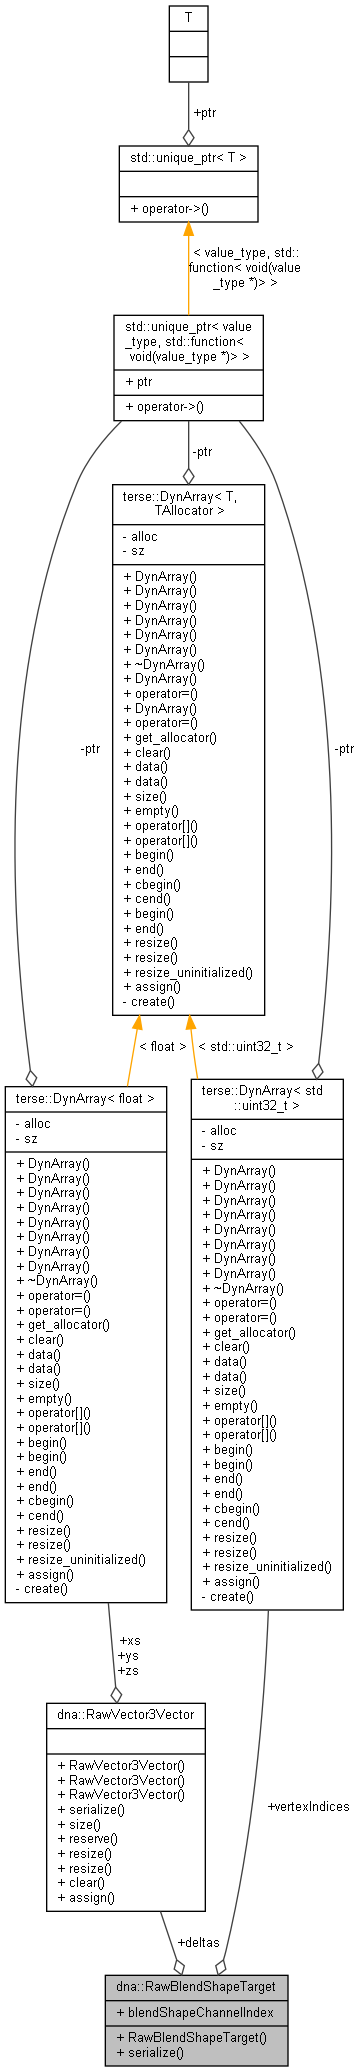 T
+ptr
std::unique_ptr< T >
+ operator->()
< value_type, std::
function< void(value
_type *)> >
std::unique_ptr< value
_type, std::function<
void(value_type *)> >
+ ptr
+ operator->()
-ptr
terse::DynArray< T,
TAllocator >
- alloc
- sz
+ DynArray()
+ DynArray()
+ DynArray()
+ DynArray()
+ DynArray()
+ DynArray()
+ ~DynArray()
+ DynArray()
+ operator=()
+ DynArray()
+ operator=()
+ get_allocator()
+ clear()
+ data()
+ data()
+ size()
+ empty()
+ operator[]()
+ operator[]()
+ begin()
+ end()
+ cbegin()
+ cend()
+ begin()
+ end()
+ resize()
+ resize()
+ resize_uninitialized()
+ assign()
- create()
-ptr
-ptr
< float >
< std::uint32_t >
terse::DynArray< float >
- alloc
- sz
+ DynArray()
+ DynArray()
+ DynArray()
+ DynArray()
+ DynArray()
+ DynArray()
+ DynArray()
+ DynArray()
+ ~DynArray()
+ operator=()
+ operator=()
+ get_allocator()
+ clear()
+ data()
+ data()
+ size()
+ empty()
+ operator[]()
+ operator[]()
+ begin()
+ begin()
+ end()
+ end()
+ cbegin()
+ cend()
+ resize()
+ resize()
+ resize_uninitialized()
+ assign()
- create()
terse::DynArray< std
::uint32_t >
- alloc
- sz
+ DynArray()
+ DynArray()
+ DynArray()
+ DynArray()
+ DynArray()
+ DynArray()
+ DynArray()
+ DynArray()
+ ~DynArray()
+ operator=()
+ operator=()
+ get_allocator()
+ clear()
+ data()
+ data()
+ size()
+ empty()
+ operator[]()
+ operator[]()
+ begin()
+ begin()
+ end()
+ end()
+ cbegin()
+ cend()
+ resize()
+ resize()
+ resize_uninitialized()
+ assign()
- create()
+xs
+ys
+zs
dna::RawVector3Vector
+ RawVector3Vector()
+ RawVector3Vector()
+ RawVector3Vector()
+ serialize()
+ size()
+ reserve()
+ resize()
+ resize()
+ clear()
+ assign()
+vertexIndices
+deltas
dna::RawBlendShapeTarget
+ blendShapeChannelIndex
+ RawBlendShapeTarget()
+ serialize()